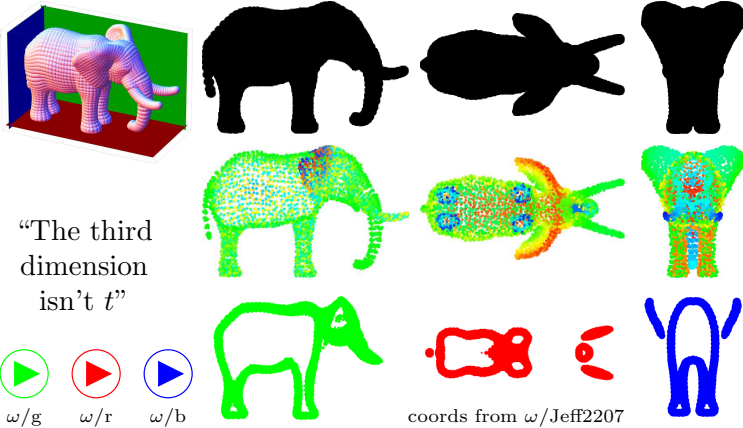 “The third
dimension
isn’t t”
ω/g ω/r ω/b
coords from ω/Jeff2207